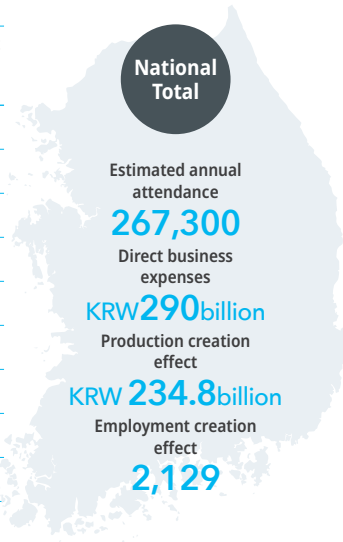 National
Total
Estimated annual
attendance
267,300
Direct business
expenses
KRW290billion
Production creation
effect
KRW 234.8billion
Employment creation
effect
2,129